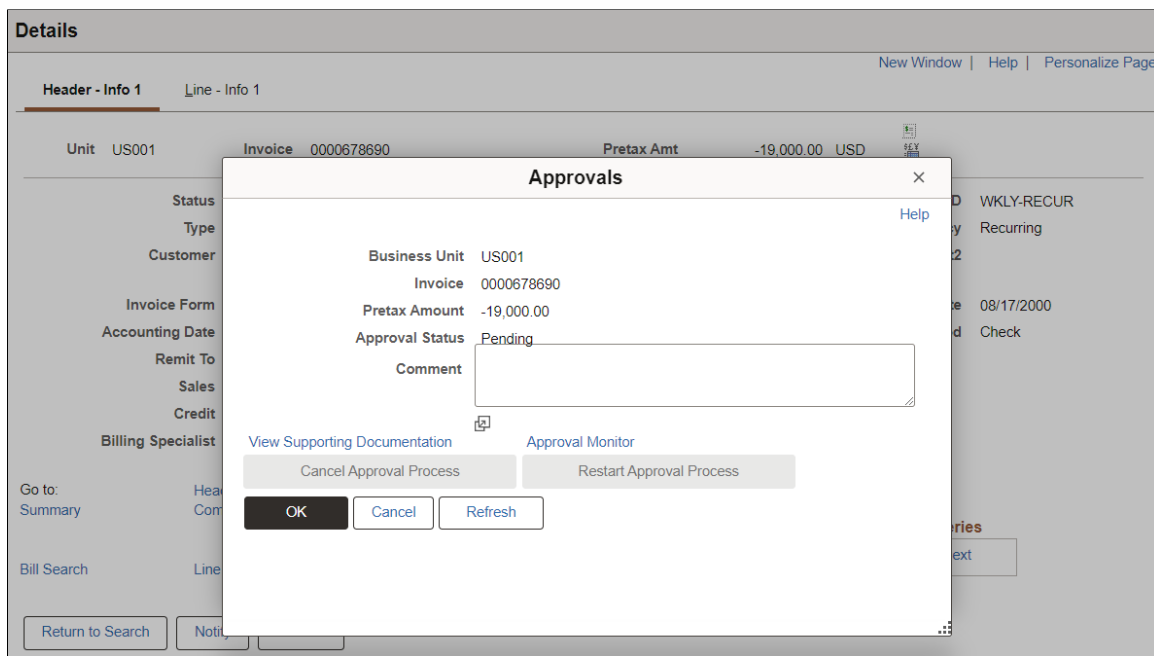 Details
New Window | Help | Personalize Page
Header - Info 1 Line - Info 1
Unit US001 Invoice 0000678690 Pretax Amt -19,000.00 USD
Approvals
Help
Status
Type
Customer
Invoice Form
Accounting Date
Remit To
Sales
Credit
Billing Specialist
D WKLY-RECUR
y Recurring
08/17/2000
Check
Business Unit US001
Invoice 0000678690
Pretax Amount -19,000.00
Approval Status Pending
Comment
View Supporting Documentation Approval Monitor
Cancel Approval Process Restart Approval Process
OK Cancel Refresh
Go to:
Summary
Bill Search Line
Return to Search